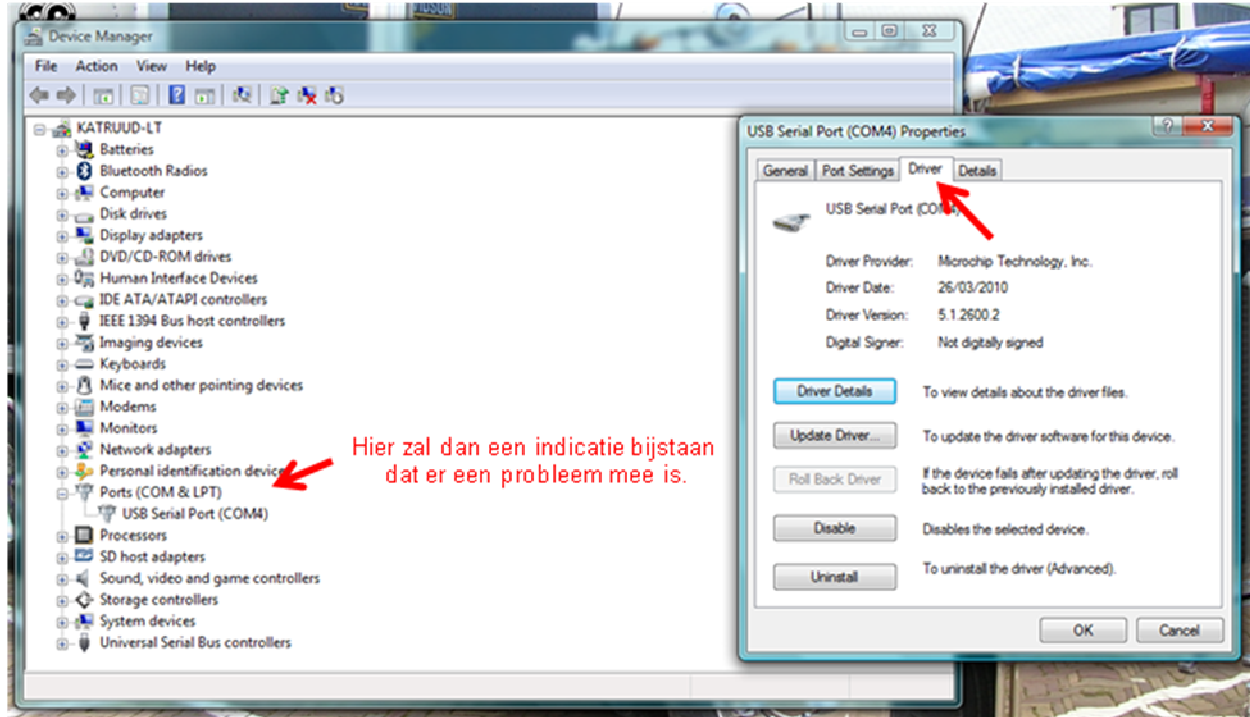 Device Manager
File Action View Help
KATRUUD-LT
Batteries
Bluetooth Radios
Computer
Disk drives
Display adapters
DVD/CD-ROM drives
Human Interface Devices
IDE ATA/ATAPI controllers
IEEE 1394 Bus host controllers
Imaging devices
Keyboards
Mice and other pointing devices
Modems
Monitors
Network adapters
Personal identification device
Ports (COM & LPT)
USB Serial Port (COM4)
Processors
SD host adapters
Sound, video and game controllers
Storage controllers
System devices
Universal Serial Bus controllers
Hier zal dan een indicatie bijstaan
dat er een probleem mee is.
USB Serial Port (COM4) Properties
General Port Settings Driver Details
USB Serial Port (COM4)
Driver Provider: Microchip Technology, Inc.
Driver Date: 26/03/2010
Driver Version: 5.1.2600.2
Digital Signer: Not digitally signed
Driver Details To view details about the driver files.
Update Driver... To update the driver software for this device.
Roll Back Driver If the device fails after updating the driver, roll
back to the previously installed driver.
Disable Disables the selected device.
Uninstall To uninstall the driver (Advanced).
OK Cancel